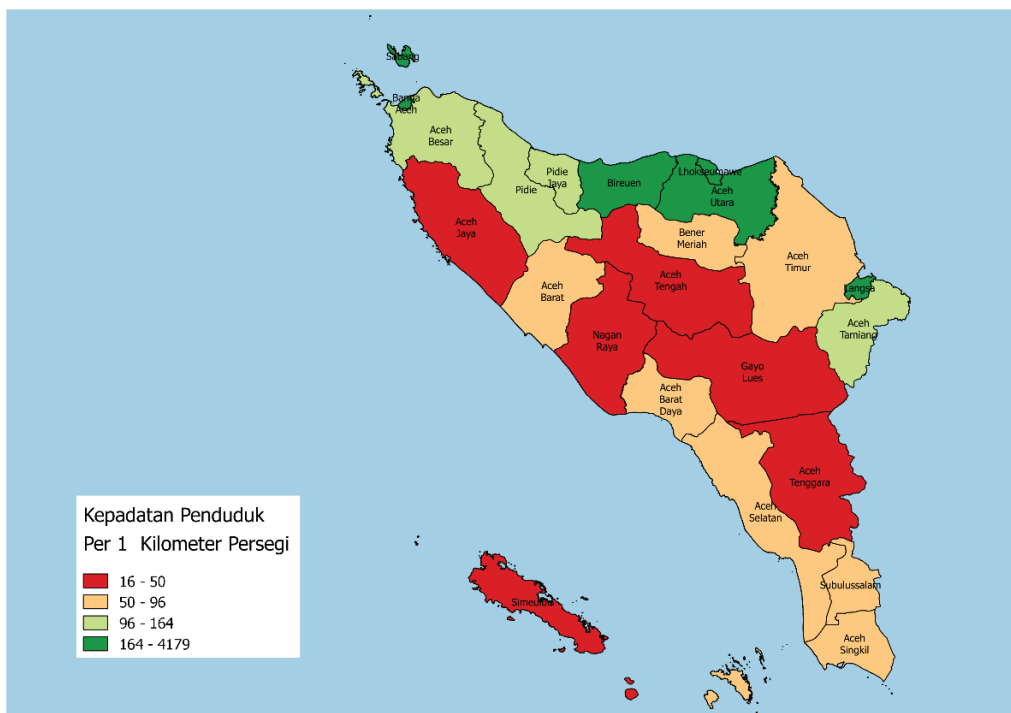 Sabang
Banda
Aceh
Aceh
Besar
Pidie
Jaya
Pidie
Bireuen
Lhokseumawe
Aceh
Utara
Aceh
Jaya
Bener
Meriah
Aceh
Timur
Aceh
Barat
Aceh
Tengah
Langsa
Aceh
Tamiang
Nagan
Raya
Gayo
Lues
Aceh
Barat
Daya
Aceh
Tenggara
Aceh
Selatan
Subulussalam
Simeulue
Aceh
Singkil
Kepadatan Penduduk
Per 1 Kilometer Persegi
16 - 50
50 - 96
96 - 164
164 - 4179